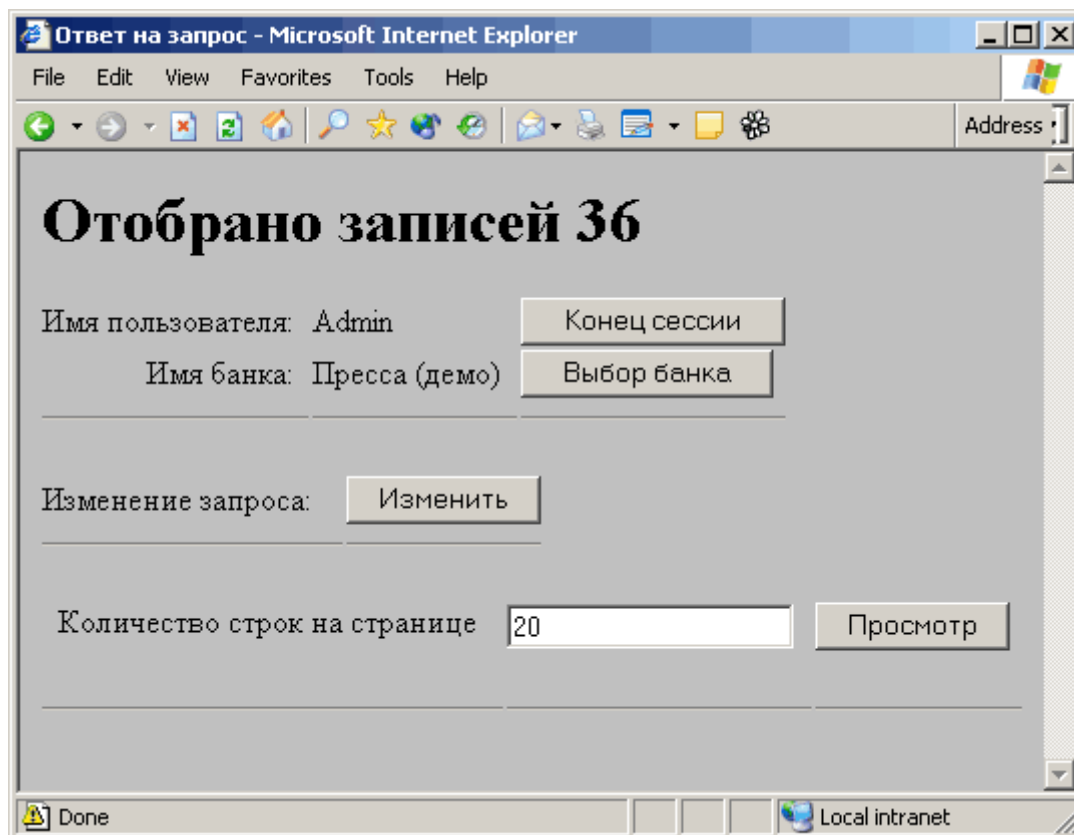 Ответ на запрос - Microsoft Internet Explorer
File Edit View Favorites Tools Help
Address
Отобрано записей 36
Имя пользователя: Admin Конец сессии
Имя банка: Пресса (демо) Выбор банка
Изменение запроса: Изменить
Количество строк на странице 20 Просмотр
Done Local intranet